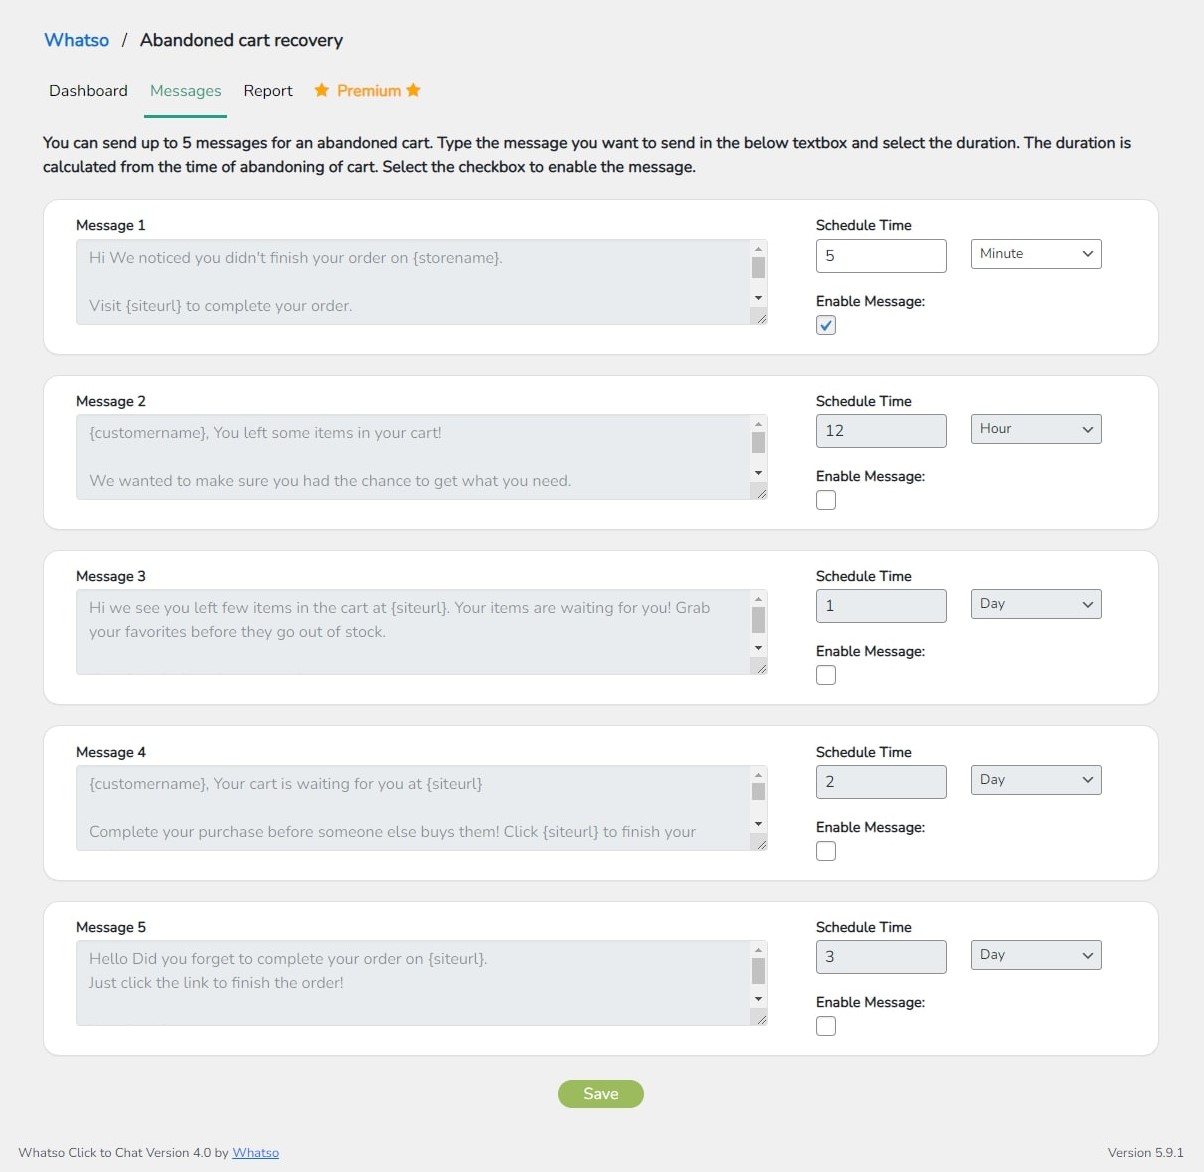 Whatso / Abandoned cart recovery
Dashboard Messages Report Premium
You can send up to 5 messages for an abandoned cart. Type the message you want to send in the below textbox and select the duration. The duration is
calculated from the time of abandoning of cart. Select the checkbox to enable the message.
Message 1
Hi We noticed you didn't finish your order on {storename}.
Visit {siteurl} to complete your order.
Schedule Time
5 Minute
Enable Message:
Message 2
{customername}, You left some items in your cart!
We wanted to make sure you had the chance to get what you need.
Schedule Time
12 Hour
Enable Message:
Message 3
Hi we see you left few items in the cart at {siteurl}. Your items are waiting for you! Grab
your favorites before they go out of stock.
Schedule Time
1 Day
Enable Message:
Message 4
{customername}, Your cart is waiting for you at {siteurl}
Complete your purchase before someone else buys them! Click {siteurl} to finish your
Schedule Time
2 Day
Enable Message:
Message 5
Hello Did you forget to complete your order on {siteurl}.
Just click the link to finish the order!
Schedule Time
3 Day
Enable Message:
Save
Whatso Click to Chat Version 4.0 by Whatso
Version 5.9.1